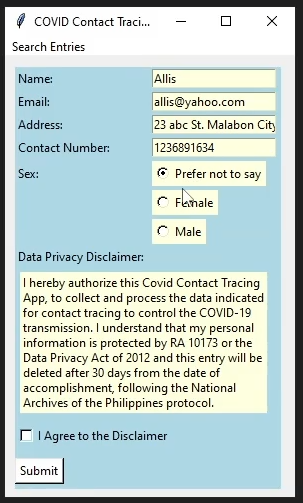 COVID Contact Traci...
Search Entries
Name: Allis
Email: allis@yahoo.com
Address: 23 abc St. Malabon City
Contact Number: 1236891634
Sex: Prefer not to say
Female
Male
Data Privacy Disclaimer:
I hereby authorize this Covid Contact Tracing
App, to collect and process the data indicated
for contact tracing to control the COVID-19
transmission. I understand that my personal
information is protected by RA 10173 or the
Data Privacy Act of 2012 and this entry will be
deleted after 30 days from the date of
accomplishment, following the National
Archives of the Philippines protocol.
I Agree to the Disclaimer
Submit